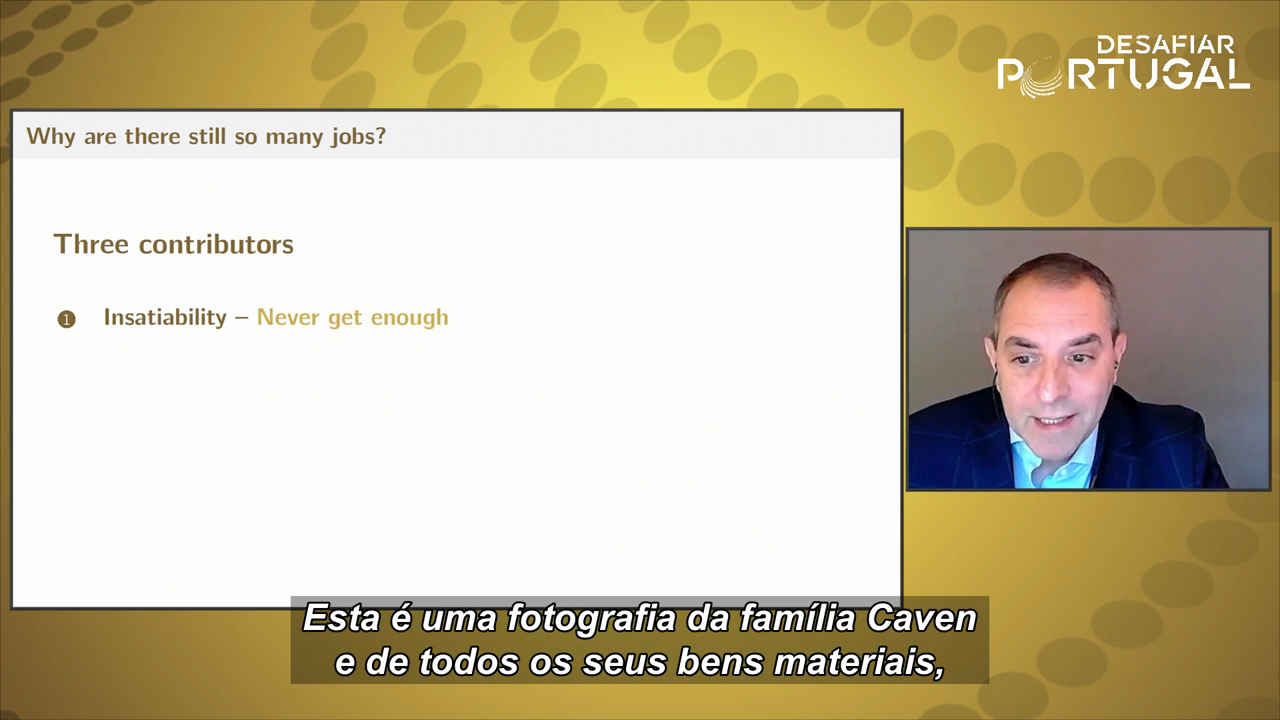 DESAFIAR
PORTUGAL
Why are there still so many jobs?
Three contributors
1 Insatiability – Never get enough
Esta é uma fotografia da família Caven
e de todos os seus bens materiais,